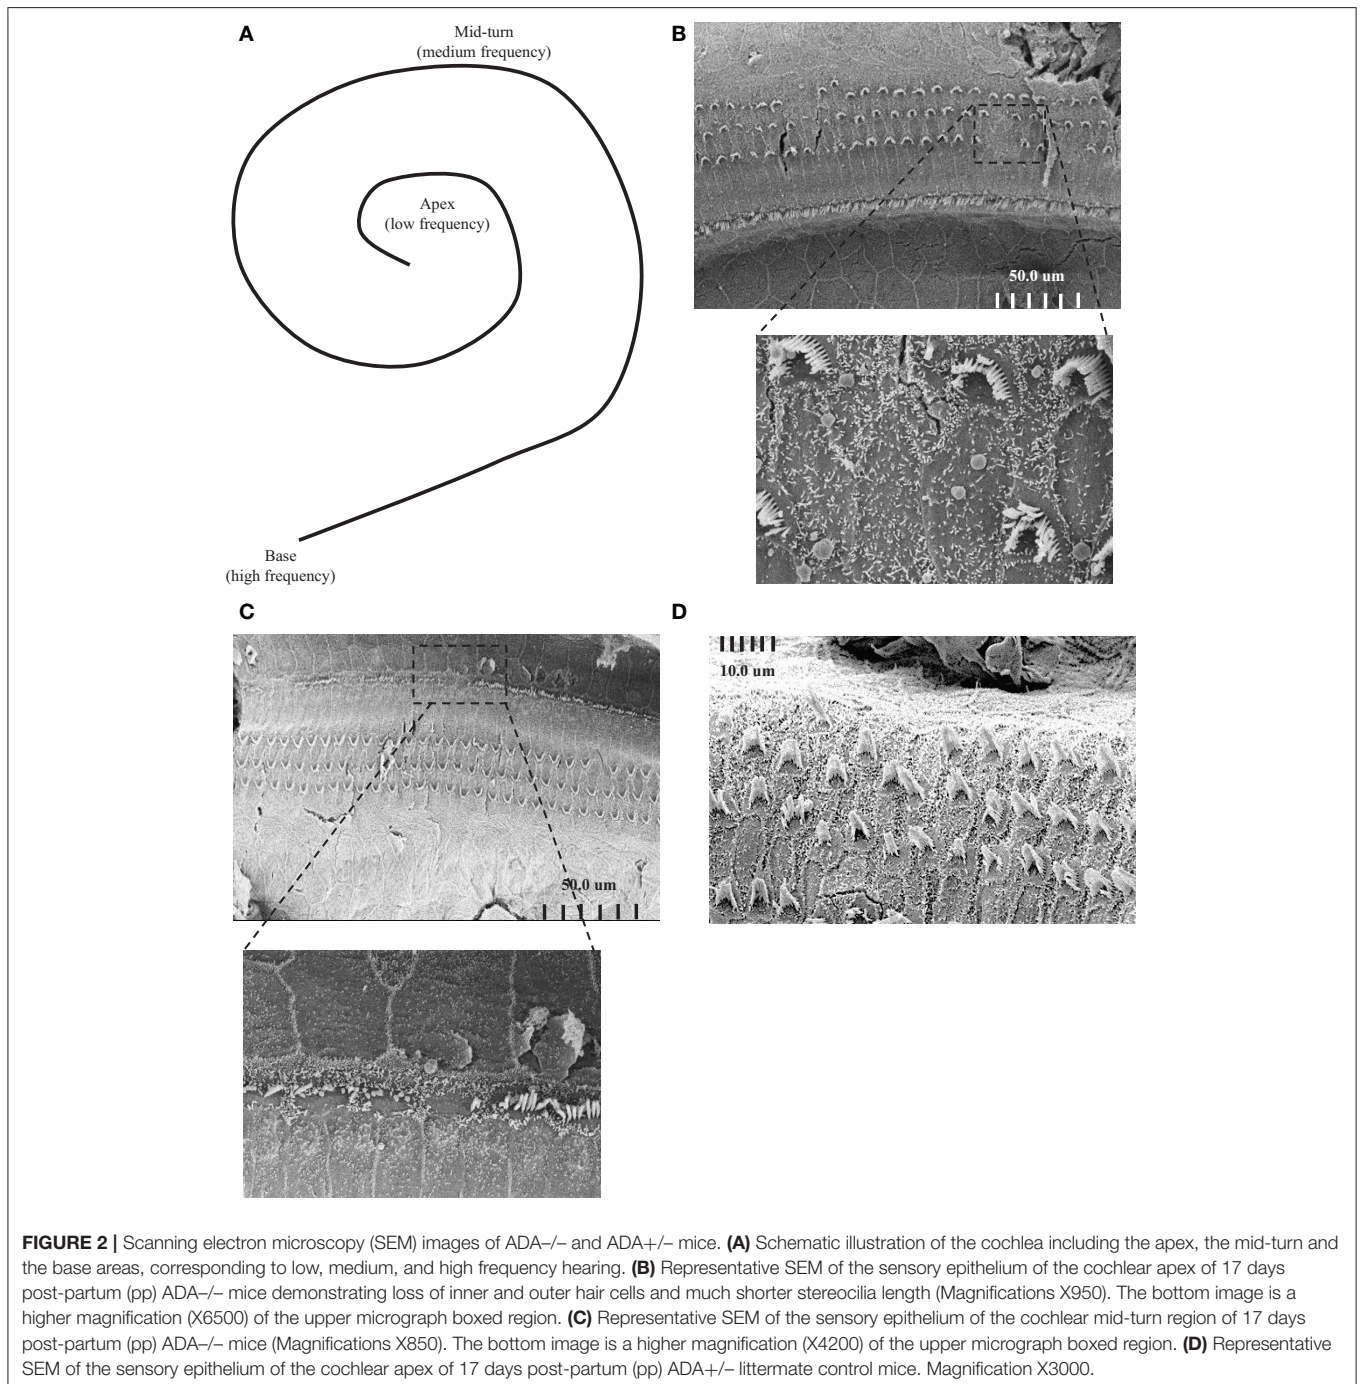 A
Mid-turn
(medium frequency)
Apex
(low frequency)
Base
(high frequency)
B
50.0 um
C
50.0 um
D
10.0 um
FIGURE 2 | Scanning electron microscopy (SEM) images of ADA–/– and ADA+/– mice. (A) Schematic illustration of the cochlea including the apex, the mid-turn and
the base areas, corresponding to low, medium, and high frequency hearing. (B) Representative SEM of the sensory epithelium of the cochlear apex of 17 days
post-partum (pp) ADA–/– mice demonstrating loss of inner and outer hair cells and much shorter stereocilia length (Magnifications X950). The bottom image is a
higher magnification (X6500) of the upper micrograph boxed region. (C) Representative SEM of the sensory epithelium of the cochlear mid-turn region of 17 days
post-partum (pp) ADA–/– mice (Magnifications X850). The bottom image is a higher magnification (X4200) of the upper micrograph boxed region. (D) Representative
SEM of the sensory epithelium of the cochlear apex of 17 days post-partum (pp) ADA+/– littermate control mice. Magnification X3000.